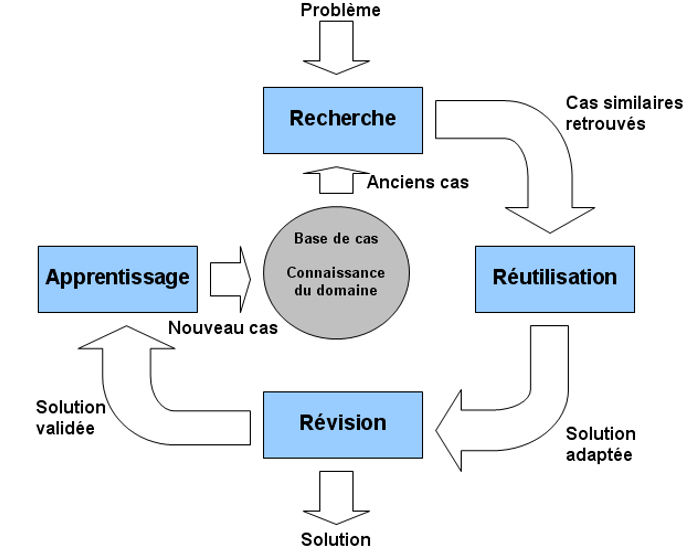 Problème
Recherche
Cas similaires
retrouvés
Anciens cas
Base de cas
Connaissance
du domaine
Apprentissage
Réutilisation
Nouveau cas
Solution
validée
Révision
Solution
adaptée
Solution